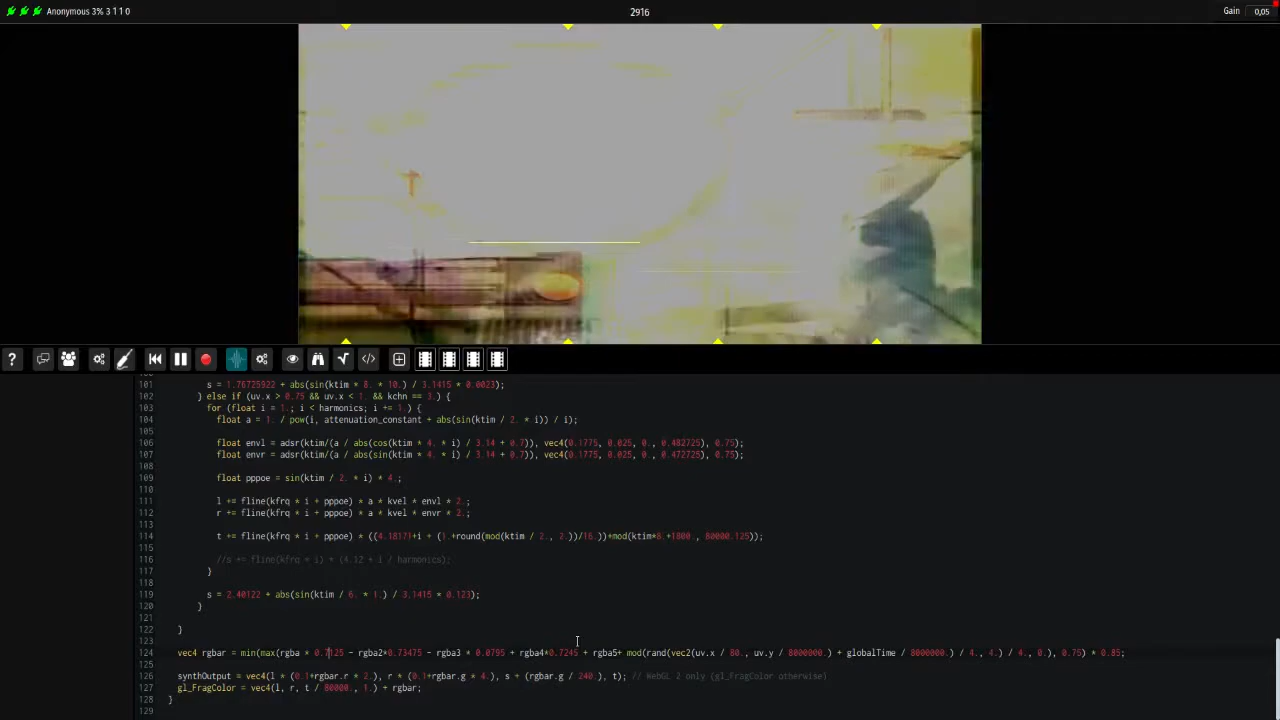 Anonymous 3% 3 1 1 0
2916
Gain 0,05
?
101 s = 1.76725922 + abs(sin(ktim * 8. * 10.) / 3.1415 * 0.0023);
102 } else if (uv.x > 0.75 && uv.x < 1. && kchn == 3.) {
103 for (float i = 1.; i < harmonics; i += 1.) {
104 float a = 1. / pow(i, attenuation_constant + abs(sin(ktim / 2. * i)) / i);
105
106 float envl = adsr(ktim/(a / abs(cos(ktim * 4. * i) / 3.14 + 0.7)), vec4(0.1775, 0.025, 0., 0.482725), 0.75);
107 float envr = adsr(ktim/(a / abs(sin(ktim * 4. * i) / 3.14 + 0.7)), vec4(0.1775, 0.025, 0., 0.472725), 0.75);
108
109 float pppoe = sin(ktim / 2. * i) * 4.;
110
111 l += fline(kfrq * i + pppoe) * a * kvel * envl * 2.;
112 r += fline(kfrq * i + pppoe) * a * kvel * envr * 2.;
113
114 t += fline(kfrq * i + pppoe) * ((4.1817)+i + (1.+round(mod(ktim / 2., 2.))/16.))+mod(ktim*8.+1800., 80000.125));
115
116 //s += fline(kfrq * i) * (4.12 + i / harmonics);
117 }
118
119 s = 2.40122 + abs(sin(ktim / 6. * 1.) / 3.1415 * 0.123);
120 }
121
122 }
123
124 vec4 rgbar = min(max(rgba * 0.7125 - rgba2*0.73475 - rgba3 * 0.0795 + rgba4*0.7245 + rgba5+ mod(rand(vec2(uv.x / 80., uv.y / 8000000.) + globalTime / 8000000.) / 4., 4.) / 4., 0.), 0.75) * 0.85;
125
126 synthOutput = vec4(l * (0.1+rgbar.r * 2.), r * (0.1+rgbar.g * 4.), s + (rgbar.g / 240.), t); // WebGL 2 only (gl_FragColor otherwise)
127 gl_FragColor = vec4(l, r, t / 80000., 1.) + rgbar;
128 }
129